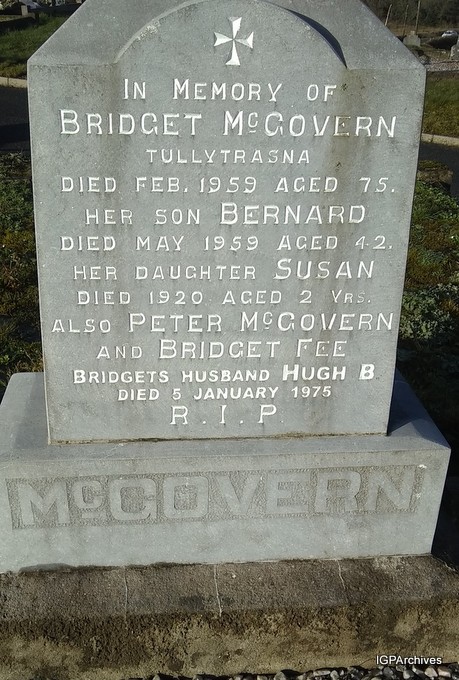 IN MEMORY OF
BRIDGET McGOVERN
TULLYTRASNA
DIED FEB. 1959 AGED 75.
HER SON BERNARD
DIED MAY 1959 AGED 42.
HER DAUGHTER SUSAN
DIED 1920 AGED 2 YRS.
ALSO PETER McGOVERN
AND BRIDGET FEE
BRIDGETS HUSBAND HUGH B
DIED 5 JANUARY 1975
R.I.P.
McGOVERN
IGPArchives